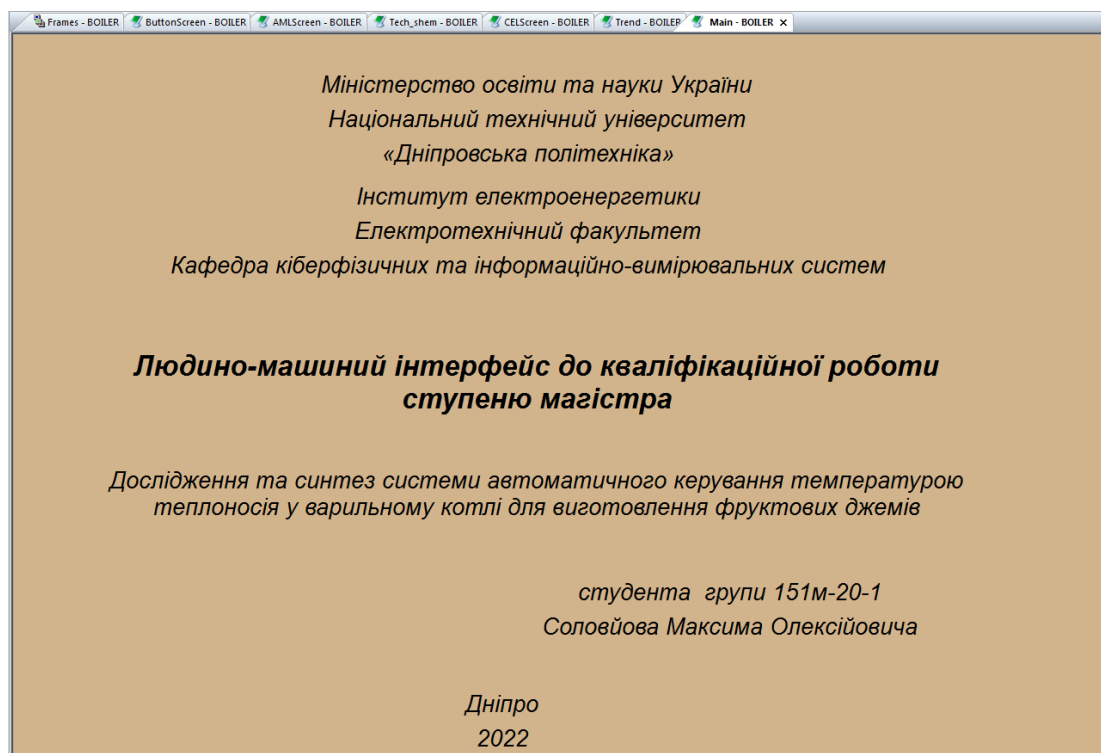 Frames - BOILER ButtonScreen - BOILER AMLScreen - BOILER Tech_shem - BOILER CELScreen - BOILER Trend - BOILER Main - BOILER
Міністерство освіти та науки України
Національний технічний університет
«Дніпровська політехніка»
Інститут електроенергетики
Електротехнічний факультет
Кафедра кіберфізичних та інформаційно-вимірювальних систем
Людино-машиний інтерфейс до кваліфікаційної роботи
ступеню магістра
Дослідження та синтез системи автоматичного керування температурою
теплоносія у варильному котлі для виготовлення фруктових джемів
студента групи 151м-20-1
Соловйова Максима Олексійовича
Дніпро
2022